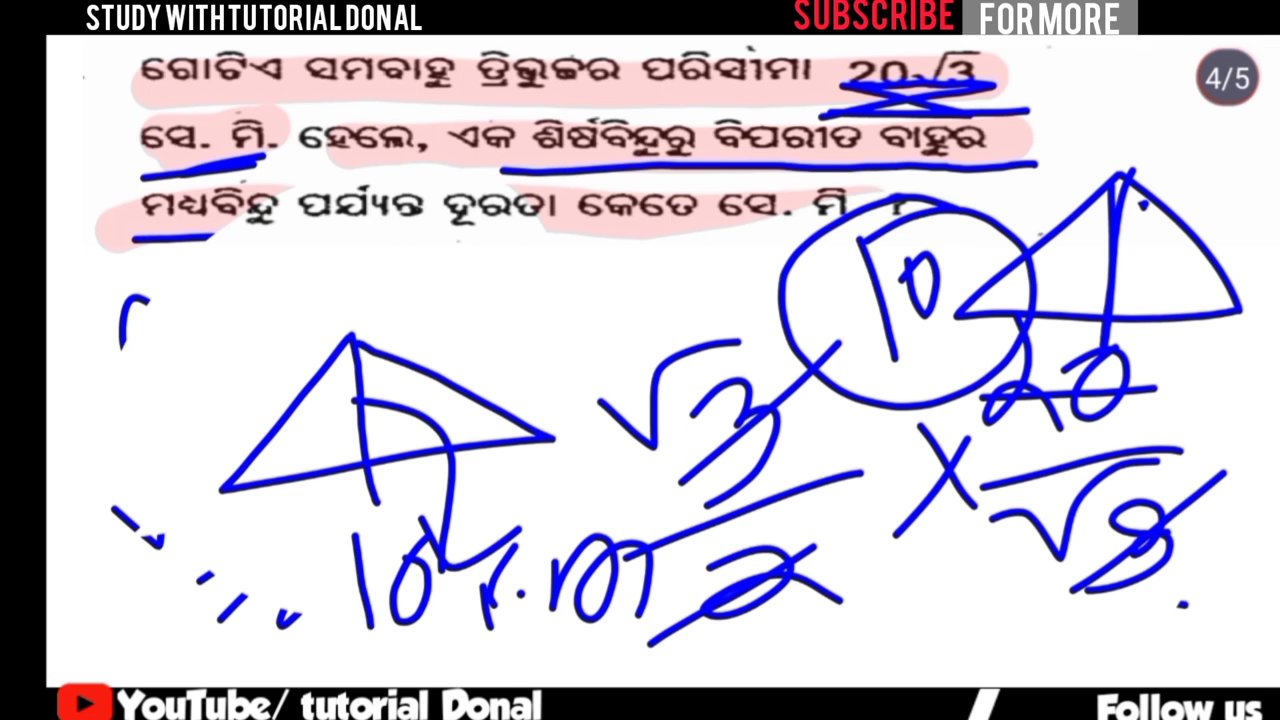 STUDY WITH TUTORIAL DONAL
SUBSCRIBE FOR MORE
ଗୋଟିଏ ସମବାହୁ ତ୍ରିଭୁଜର ପରିସୀମା 20√3
4/5
ସେ. ମି. ହେଲେ, ଏକ ଶିର୍ଷବିନ୍ଦୁରୁ ବିପରୀତ ବାହୁର
ମଧ୍ୟବିନ୍ଦୁ ପର୍ଯ୍ୟନ୍ତ ଦୂରତା କେତେ ସେ. ମି ?
10
√3
20
2
×
√3
10
YouTube/ tutorial Donal
Follow us